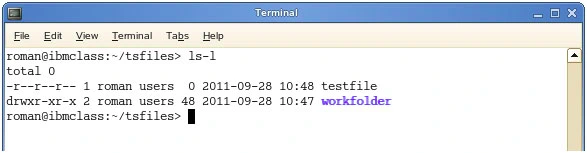 Terminal
File Edit View Terminal Tabs Help
roman@ibmclass:~/tsfiles> ls-l
total 0
-r--r--r-- 1 roman users  0 2011-09-28 10:48 testfile
drwxr-xr-x 2 roman users 48 2011-09-28 10:47 workfolder
roman@ibmclass:~/tsfiles>